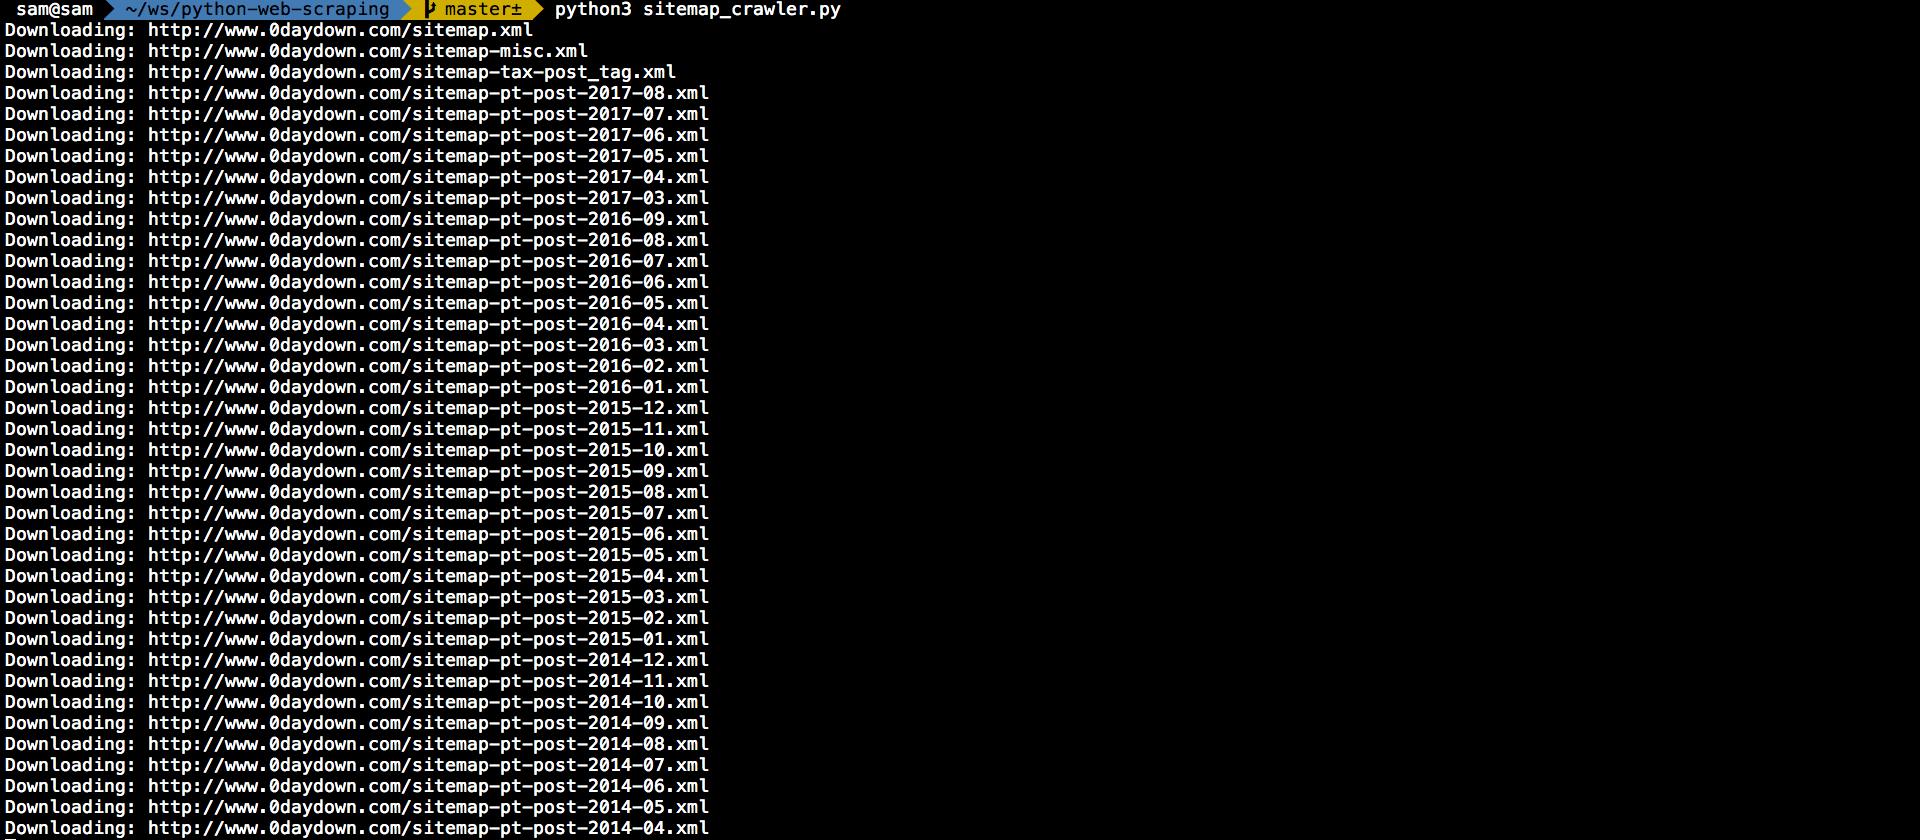 sam@sam ~/ws/python-web-scraping master± python3 sitemap_crawler.py
Downloading: http://www.0daydown.com/sitemap.xml
Downloading: http://www.0daydown.com/sitemap-misc.xml
Downloading: http://www.0daydown.com/sitemap-tax-post_tag.xml
Downloading: http://www.0daydown.com/sitemap-pt-post-2017-08.xml
Downloading: http://www.0daydown.com/sitemap-pt-post-2017-07.xml
Downloading: http://www.0daydown.com/sitemap-pt-post-2017-06.xml
Downloading: http://www.0daydown.com/sitemap-pt-post-2017-05.xml
Downloading: http://www.0daydown.com/sitemap-pt-post-2017-04.xml
Downloading: http://www.0daydown.com/sitemap-pt-post-2017-03.xml
Downloading: http://www.0daydown.com/sitemap-pt-post-2016-09.xml
Downloading: http://www.0daydown.com/sitemap-pt-post-2016-08.xml
Downloading: http://www.0daydown.com/sitemap-pt-post-2016-07.xml
Downloading: http://www.0daydown.com/sitemap-pt-post-2016-06.xml
Downloading: http://www.0daydown.com/sitemap-pt-post-2016-05.xml
Downloading: http://www.0daydown.com/sitemap-pt-post-2016-04.xml
Downloading: http://www.0daydown.com/sitemap-pt-post-2016-03.xml
Downloading: http://www.0daydown.com/sitemap-pt-post-2016-02.xml
Downloading: http://www.0daydown.com/sitemap-pt-post-2016-01.xml
Downloading: http://www.0daydown.com/sitemap-pt-post-2015-12.xml
Downloading: http://www.0daydown.com/sitemap-pt-post-2015-11.xml
Downloading: http://www.0daydown.com/sitemap-pt-post-2015-10.xml
Downloading: http://www.0daydown.com/sitemap-pt-post-2015-09.xml
Downloading: http://www.0daydown.com/sitemap-pt-post-2015-08.xml
Downloading: http://www.0daydown.com/sitemap-pt-post-2015-07.xml
Downloading: http://www.0daydown.com/sitemap-pt-post-2015-06.xml
Downloading: http://www.0daydown.com/sitemap-pt-post-2015-05.xml
Downloading: http://www.0daydown.com/sitemap-pt-post-2015-04.xml
Downloading: http://www.0daydown.com/sitemap-pt-post-2015-03.xml
Downloading: http://www.0daydown.com/sitemap-pt-post-2015-02.xml
Downloading: http://www.0daydown.com/sitemap-pt-post-2015-01.xml
Downloading: http://www.0daydown.com/sitemap-pt-post-2014-12.xml
Downloading: http://www.0daydown.com/sitemap-pt-post-2014-11.xml
Downloading: http://www.0daydown.com/sitemap-pt-post-2014-10.xml
Downloading: http://www.0daydown.com/sitemap-pt-post-2014-09.xml
Downloading: http://www.0daydown.com/sitemap-pt-post-2014-08.xml
Downloading: http://www.0daydown.com/sitemap-pt-post-2014-07.xml
Downloading: http://www.0daydown.com/sitemap-pt-post-2014-06.xml
Downloading: http://www.0daydown.com/sitemap-pt-post-2014-05.xml
Downloading: http://www.0daydown.com/sitemap-pt-post-2014-04.xml